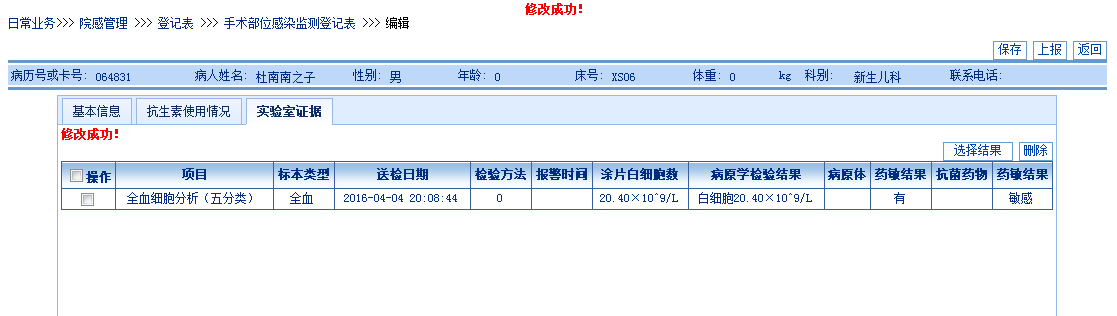 修改成功!
日常业务>>> 院感管理 >>> 登记表 >>> 手术部位感染监测登记表 >>> 编辑
保存 上报 返回
病历号或卡号: 064831 病人姓名: 杜南南之子 性别: 男 年龄: 0 床号: XS06 体重: 0 kg 科别: 新生儿科 联系电话:
基本信息 抗生素使用情况 实验室证据
修改成功!
选择结果 删除
操作 项目 标本类型 送检日期 检验方法 报警时间 涂片白细胞数 病原学检验结果 病原体 药敏结果 抗菌药物 药敏结果
全血细胞分析（五分类） 全血 2016-04-04 20:08:44 0 20.40×10^9/L 白细胞20.40×10^9/L 有 敏感